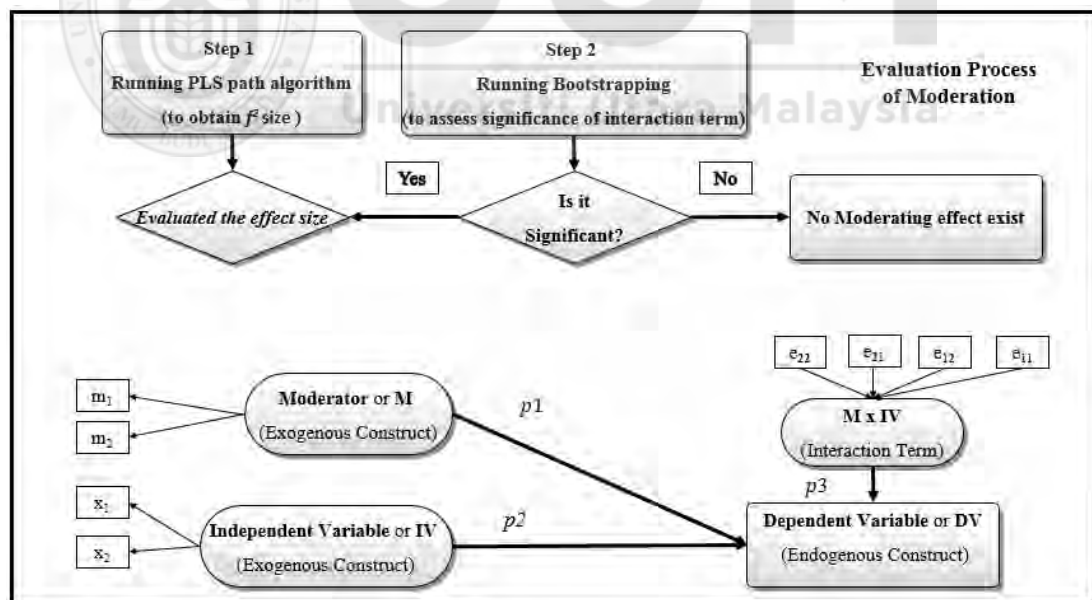 Step 1
Running PLS path algorithm
(to obtain f² size )
Step 2
Running Bootstrapping
(to assess significance of interaction term)
Evaluation Process
of Moderation
Universiti Utara Malaysia
Yes
No
Evaluated the effect size
Is it
Significant?
No Moderating effect exist
e₂₂
e₂₁
e₁₂
e₁₁
m₁
m₂
Moderator or M
(Exogenous Construct)
p1
M x IV
(Interaction Term)
p3
x₁
x₂
Independent Variable or IV
(Exogenous Construct)
p2
Dependent Variable or DV
(Endogenous Construct)